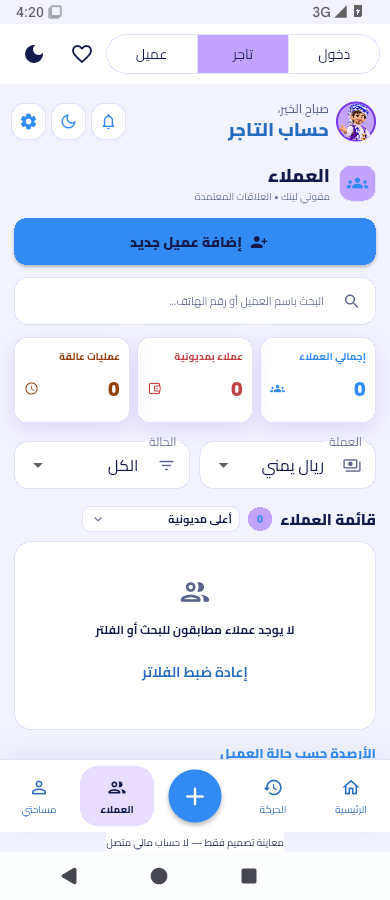 4:20
3G
دخول
تاجر
عميل
صباح الخير،
حساب التاجر
العملاء
مقوتي لينك • العلاقات المعتمدة
إضافة عميل جديد
البحث باسم العميل أو رقم الهاتف...
إجمالي العملاء
0
عملاء بمديونية
0
عمليات عالقة
0
العملة
ريال يمني
الحالة
الكل
قائمة العملاء
0
أعلى مديونية
لا يوجد عملاء مطابقون للبحث أو الفلتر
إعادة ضبط الفلاتر
الأرصدة حسب حالة العميل
الرئيسية
الحركة
العملاء
مساحتي
معاينة تصميم فقط — لا حساب مالي متصل